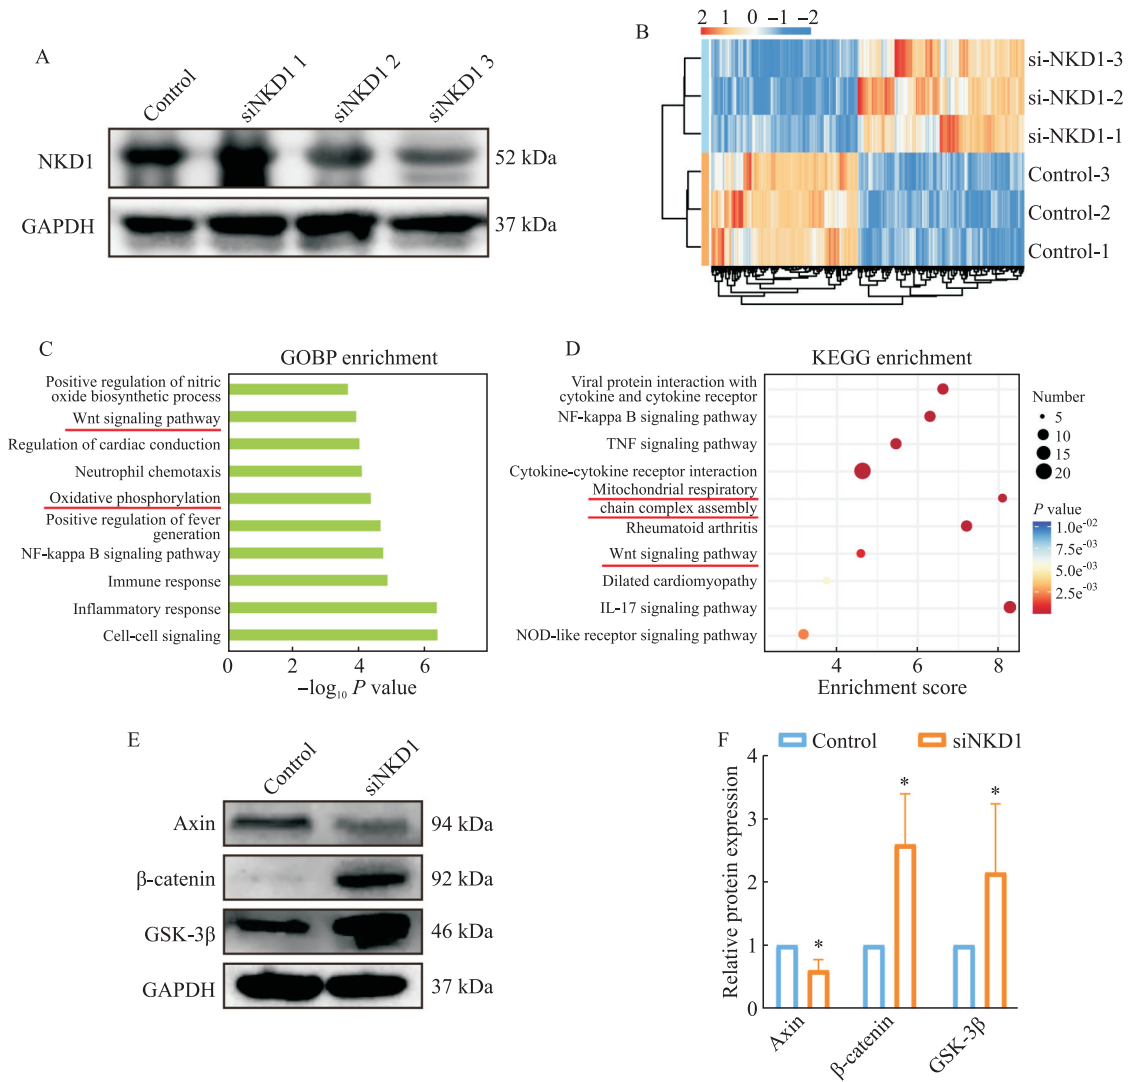 A
Control
siNKD1 1
siNKD1 2
siNKD1 3
NKD1
52 kDa
GAPDH
37 kDa
B
2 1 0 −1 −2
si-NKD1-3
si-NKD1-2
si-NKD1-1
Control-3
Control-2
Control-1
C
GOBP enrichment
Positive regulation of nitric
oxide biosynthetic process
Wnt signaling pathway
Regulation of cardiac conduction
Neutrophil chemotaxis
Oxidative phosphorylation
Positive regulation of fever
generation
NF-kappa B signaling pathway
Immune response
Inflammatory response
Cell-cell signaling
0 2 4 6
−log10 P value
D
KEGG enrichment
Viral protein interaction with
cytokine and cytokine receptor
NF-kappa B signaling pathway
TNF signaling pathway
Cytokine-cytokine receptor interaction
Mitochondrial respiratory
chain complex assembly
Rheumatoid arthritis
Wnt signaling pathway
Dilated cardiomyopathy
IL-17 signaling pathway
NOD-like receptor signaling pathway
4 6 8
Enrichment score
Number
5
10
15
20
P value
1.0e-02
7.5e-03
5.0e-03
2.5e-03
E
Control
siNKD1
Axin
94 kDa
β-catenin
92 kDa
GSK-3β
46 kDa
GAPDH
37 kDa
F
Control
siNKD1
Relative protein expression
4
3
2
1
0
*
*
*
Axin
β-catenin
GSK-3β